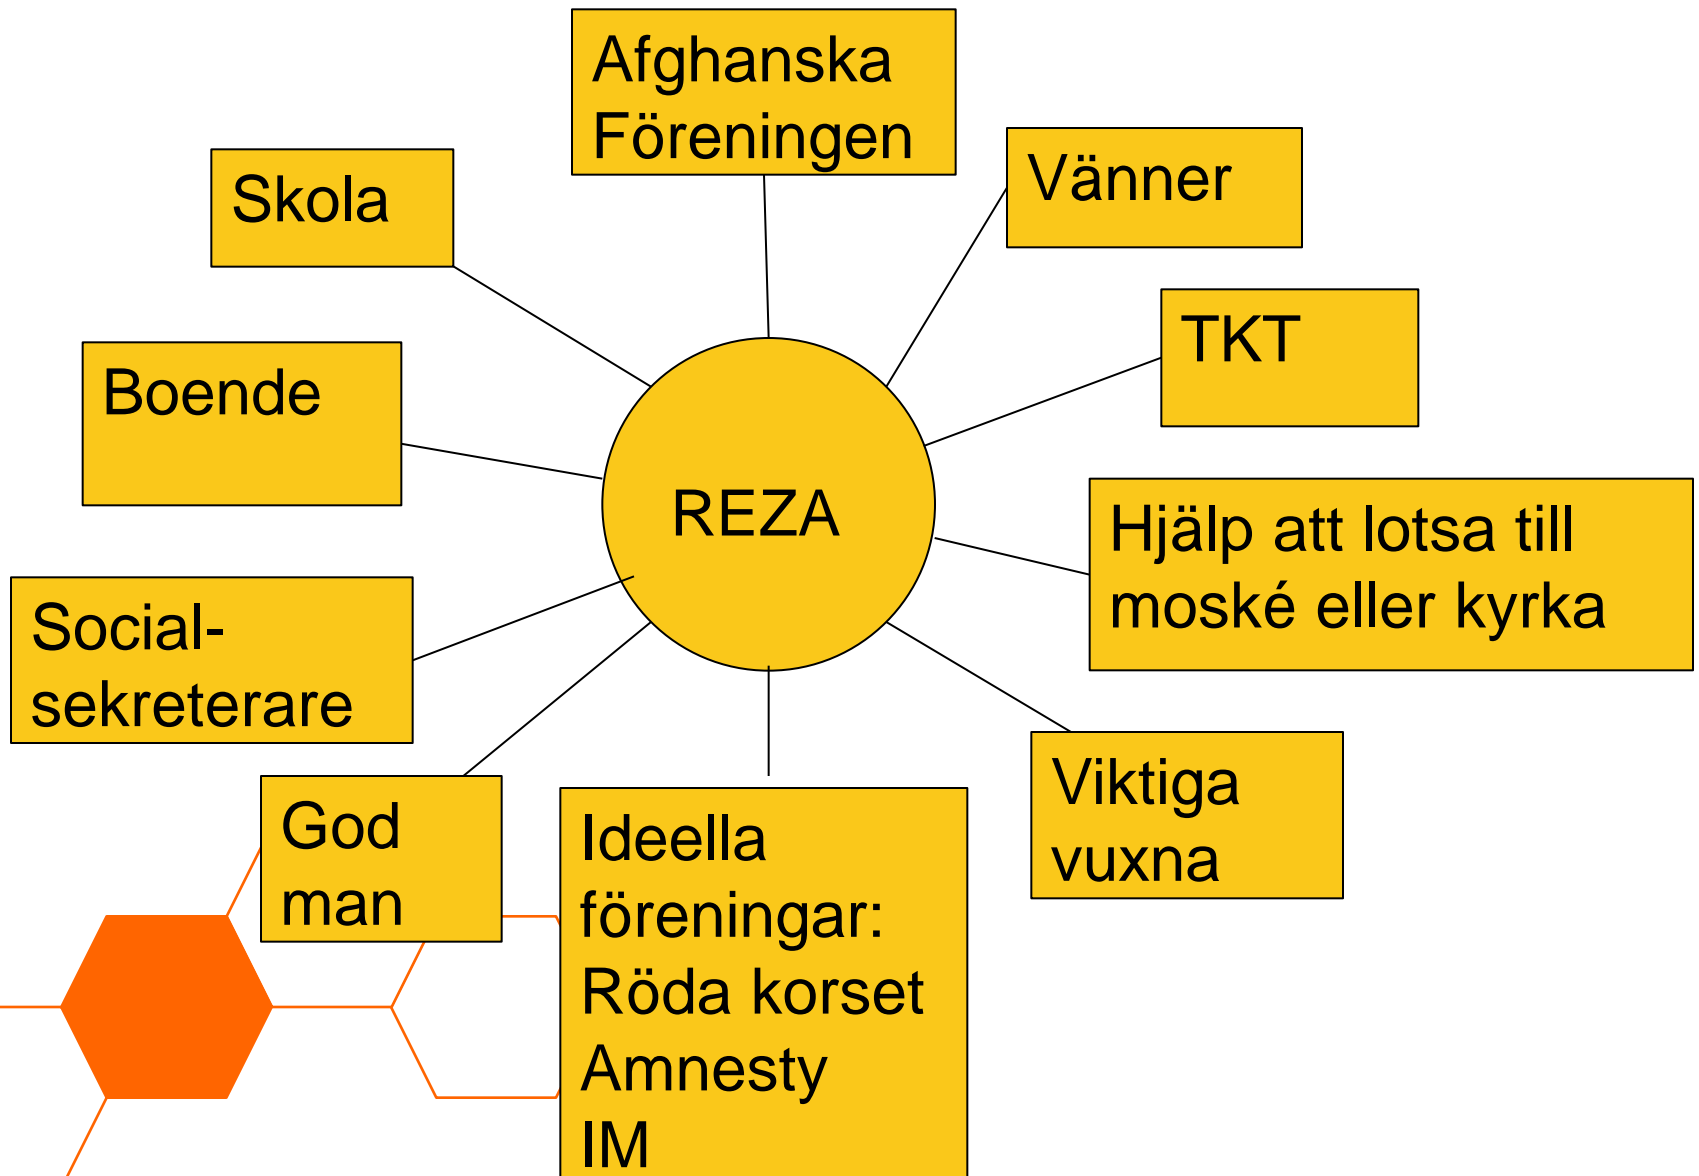 Afghanska
Föreningen
Vänner
Skola
TKT
Boende
REZA
Hjälp att lotsa till
moské eller kyrka
Social-
sekreterare
Viktiga
vuxna
God
man
Ideella
föreningar:
Röda korset
Amnesty
IM